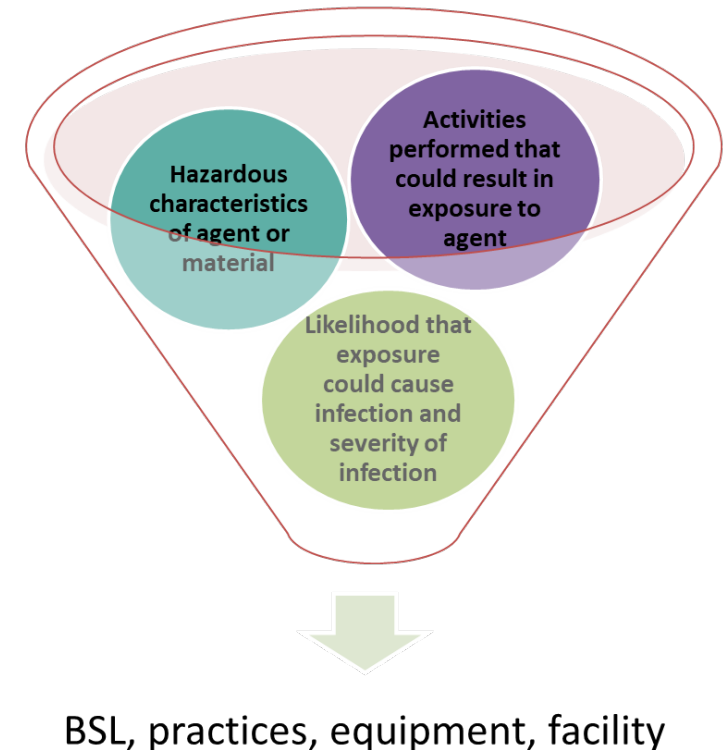 Hazardous
characteristics
of agent or
material
Activities
performed that
could result in
exposure to
agent
Likelihood that
exposure
could cause
infection and
severity of
infection
BSL, practices, equipment, facility